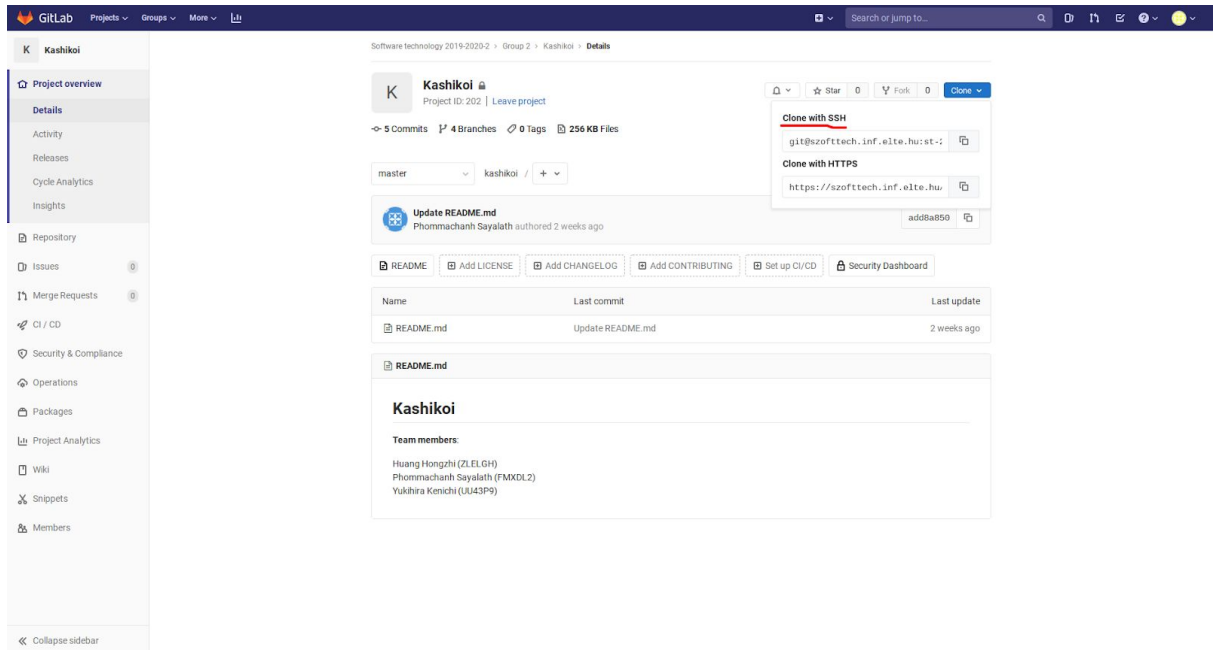 GitLab Projects Groups More Search or jump to...
K Kashikoi
Project overview
Details
Activity
Releases
Cycle Analytics
Insights
Repository
Issues 0
Merge Requests 0
CI / CD
Security & Compliance
Operations
Packages
Project Analytics
Wiki
Snippets
Members
Collapse sidebar
Software technology 2019-2020-2 › Group 2 › Kashikoi › Details
K Kashikoi
Project ID: 202 | Leave project
Star 0 Fork 0 Clone
5 Commits 4 Branches 0 Tags 256 KB Files
Clone with SSH
git@szofttech.inf.elte.hu:st-2
Clone with HTTPS
https://szofttech.inf.elte.hu/
master kashikoi / +
Update README.md
Phommachanh Sayalath authored 2 weeks ago
add8a850
README Add LICENSE Add CHANGELOG Add CONTRIBUTING Set up CI/CD Security Dashboard
Name Last commit Last update
README.md Update README.md 2 weeks ago
README.md
Kashikoi
Team members:
Huang Hongzhi (ZLELGH)
Phommachanh Sayalath (FMXDL2)
Yukihira Kenichi (UU43P9)